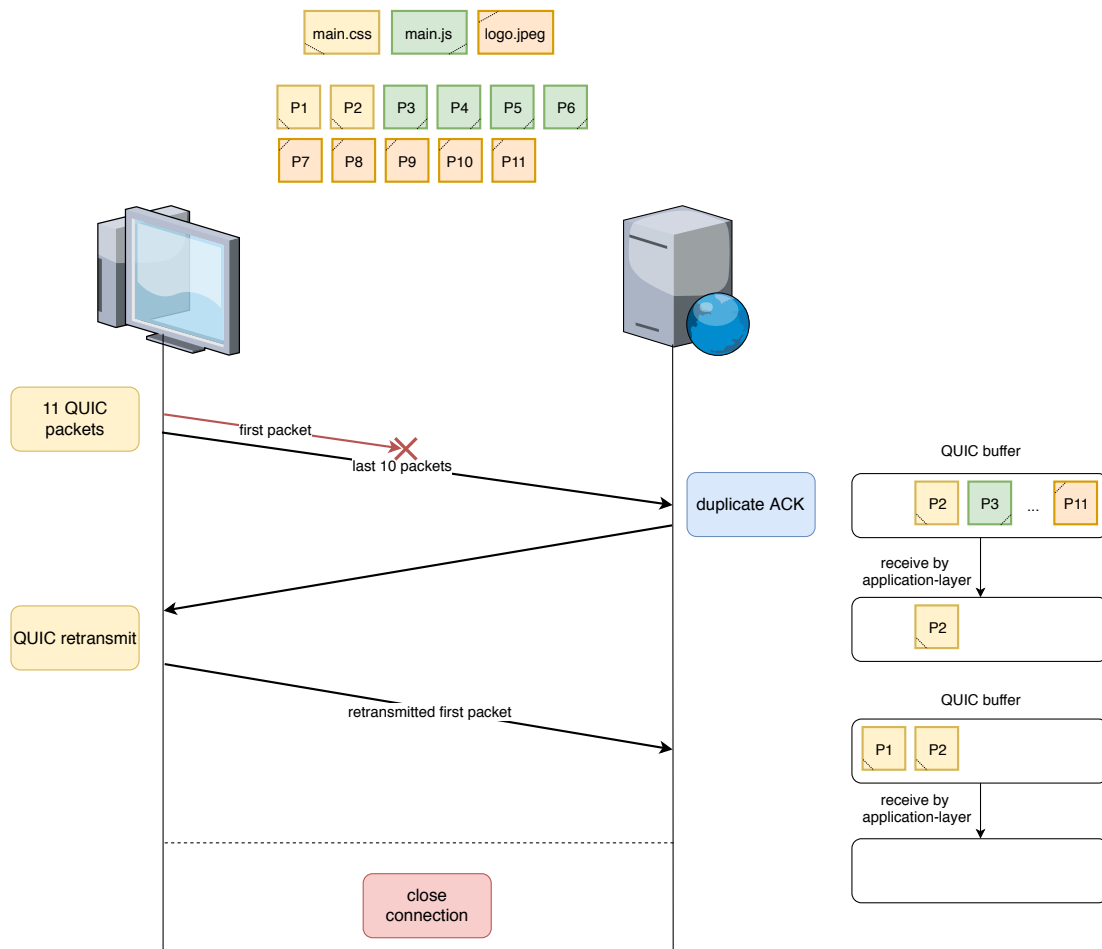 main.css
main.js
logo.jpeg
P1
P2
P3
P4
P5
P6
P7
P8
P9
P10
P11
11 QUIC
packets
first packet
last 10 packets
duplicate ACK
QUIC buffer
P2
P3
...
P11
receive by
application-layer
P2
QUIC retransmit
retransmitted first packet
QUIC buffer
P1
P2
receive by
application-layer
close
connection